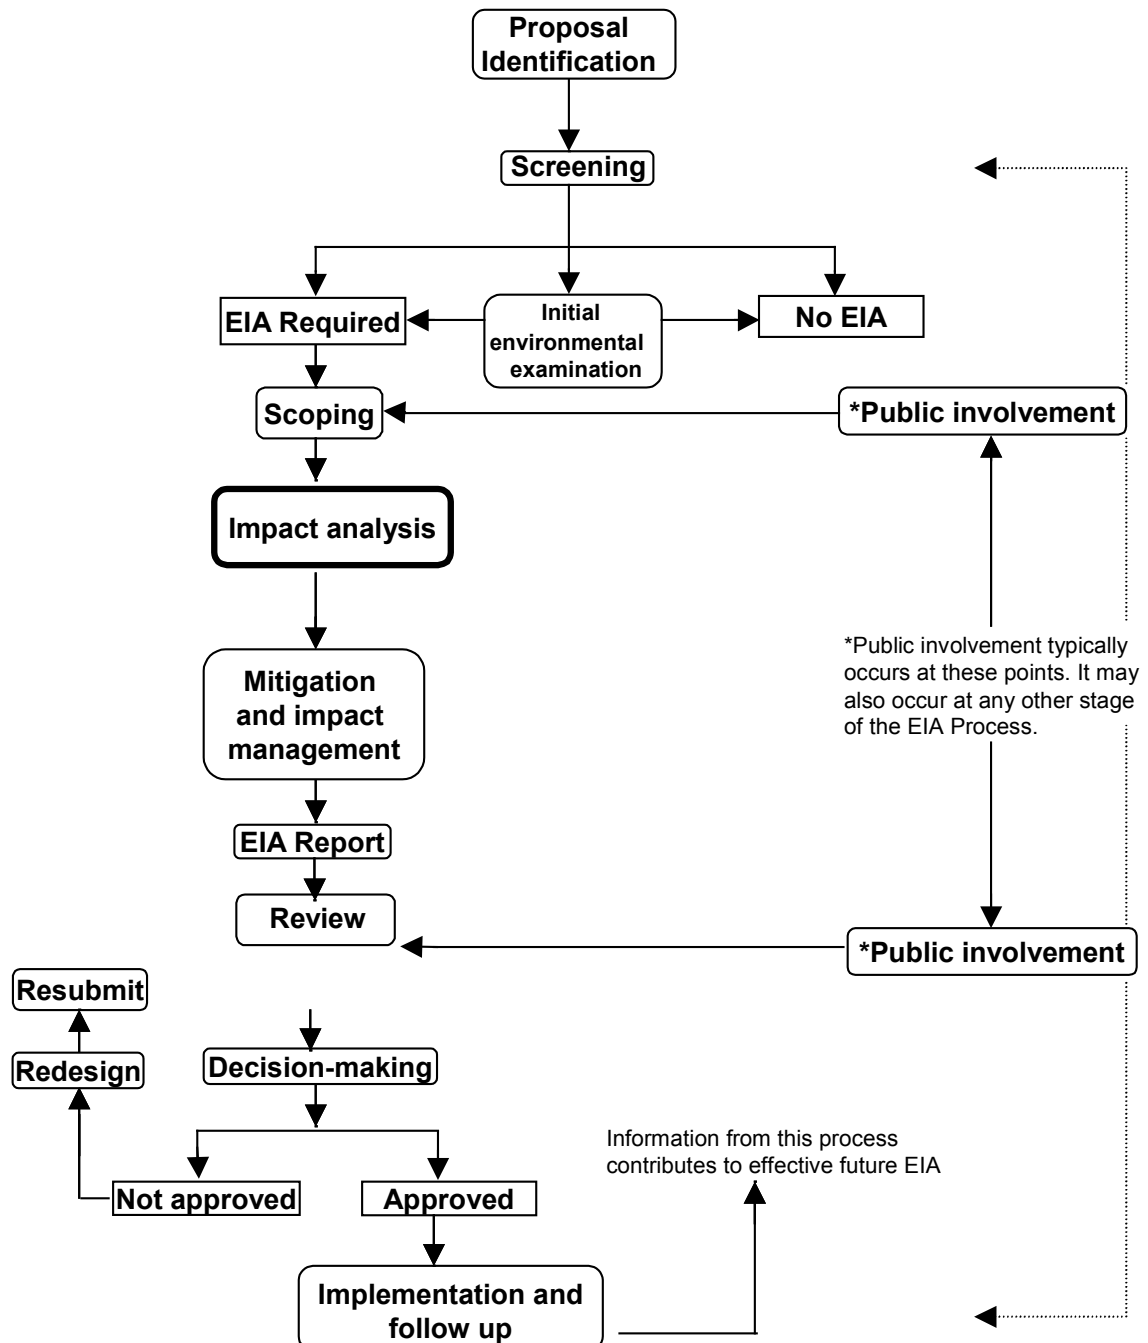 Proposal
Identification
Screening
EIA Required
Initial
environmental
examination
No EIA
Scoping
*Public involvement
Impact analysis
*Public involvement typically
occurs at these points. It may
also occur at any other stage
of the EIA Process.
Mitigation
and impact
management
EIA Report
Review
*Public involvement
Resubmit
Redesign
Decision-making
Information from this process
contributes to effective future EIA
Not approved
Approved
Implementation and
follow up